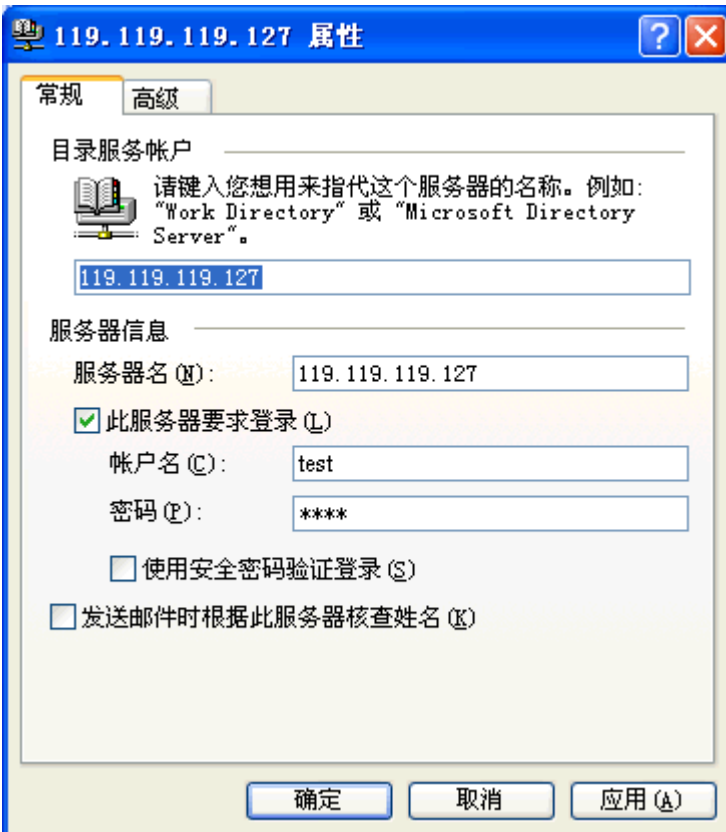 119.119.119.127 属性
常规
高级
目录服务帐户
请键入您想用来指代这个服务器的名称。例如:
"Work Directory" 或 "Microsoft Directory
Server"。
119.119.119.127
服务器信息
服务器名(N):
119.119.119.127
此服务器要求登录(L)
帐户名(C):
test
密码(P):
****
使用安全密码验证登录(S)
发送邮件时根据此服务器核查姓名(K)
确定
取消
应用(A)